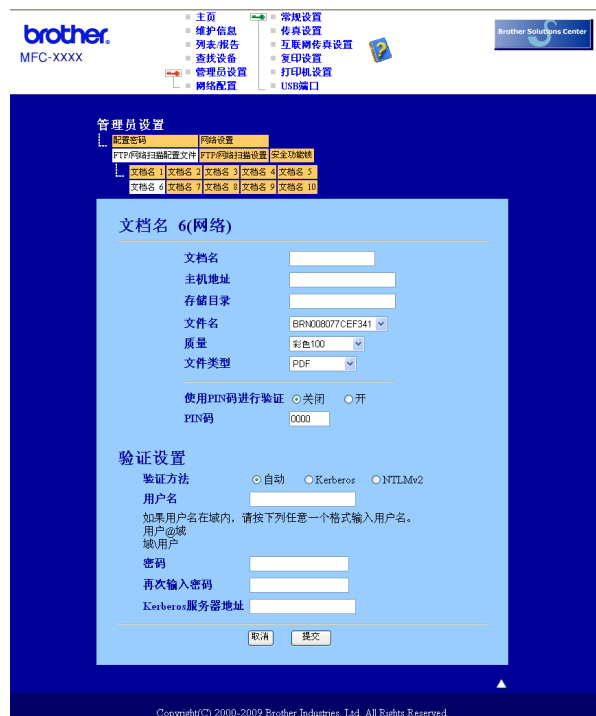 brother.
MFC-XXXX
主页
维护信息
列表/报告
查找设备
管理员设置
网络配置
常规设置
传真设置
互联网传真设置
复印设置
打印机设置
USB端口
Brother Solutions Center
管理员设置
配置密码 网络设置
FTP/网络扫描配置文件 FTP/网络扫描设置 安全功能锁
文档名 1 文档名 2 文档名 3 文档名 4 文档名 5
文档名 6 文档名 7 文档名 8 文档名 9 文档名 10
文档名 6(网络)
文档名
主机地址
存储目录
文件名 BRN008077CEF341
质量 彩色100
文件类型 PDF
使用PIN码进行验证 关闭 开
PIN码 0000
验证设置
验证方法 自动 Kerberos NTLMv2
用户名
如果用户名在域内，请按下列任意一个格式输入用户名。
用户@域
域\用户
密码
再次输入密码
Kerberos服务器地址
取消 提交
Copyright(C) 2000-2009 Brother Industries, Ltd. All Rights Reserved.